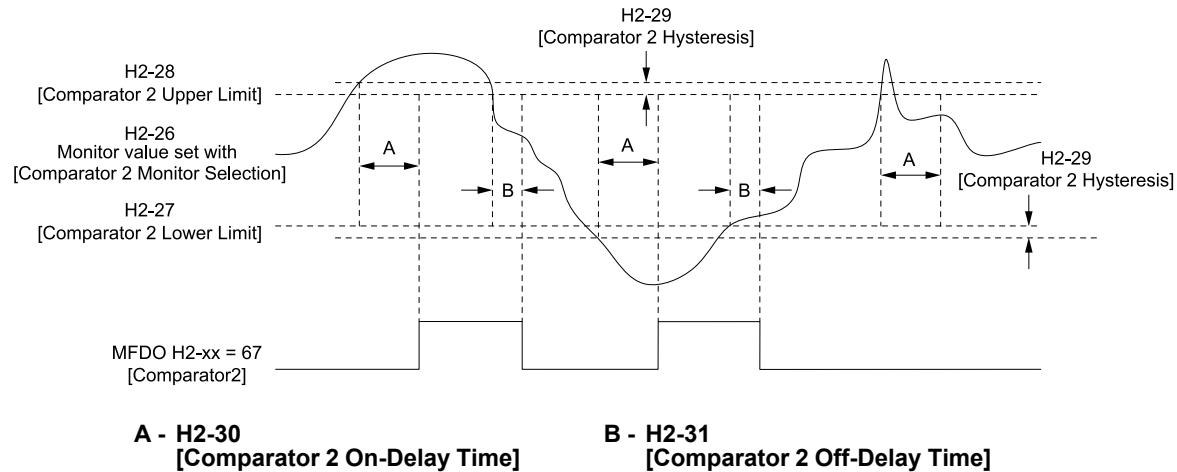 H2-29
[Comparator 2 Hysteresis]
H2-28
[Comparator 2 Upper Limit]
H2-26
Monitor value set with
[Comparator 2 Monitor Selection]
A
A
A
H2-29
[Comparator 2 Hysteresis]
B
B
H2-27
[Comparator 2 Lower Limit]
MFDO H2-xx = 67
[Comparator2]
A - H2-30
[Comparator 2 On-Delay Time]
B - H2-31
[Comparator 2 Off-Delay Time]